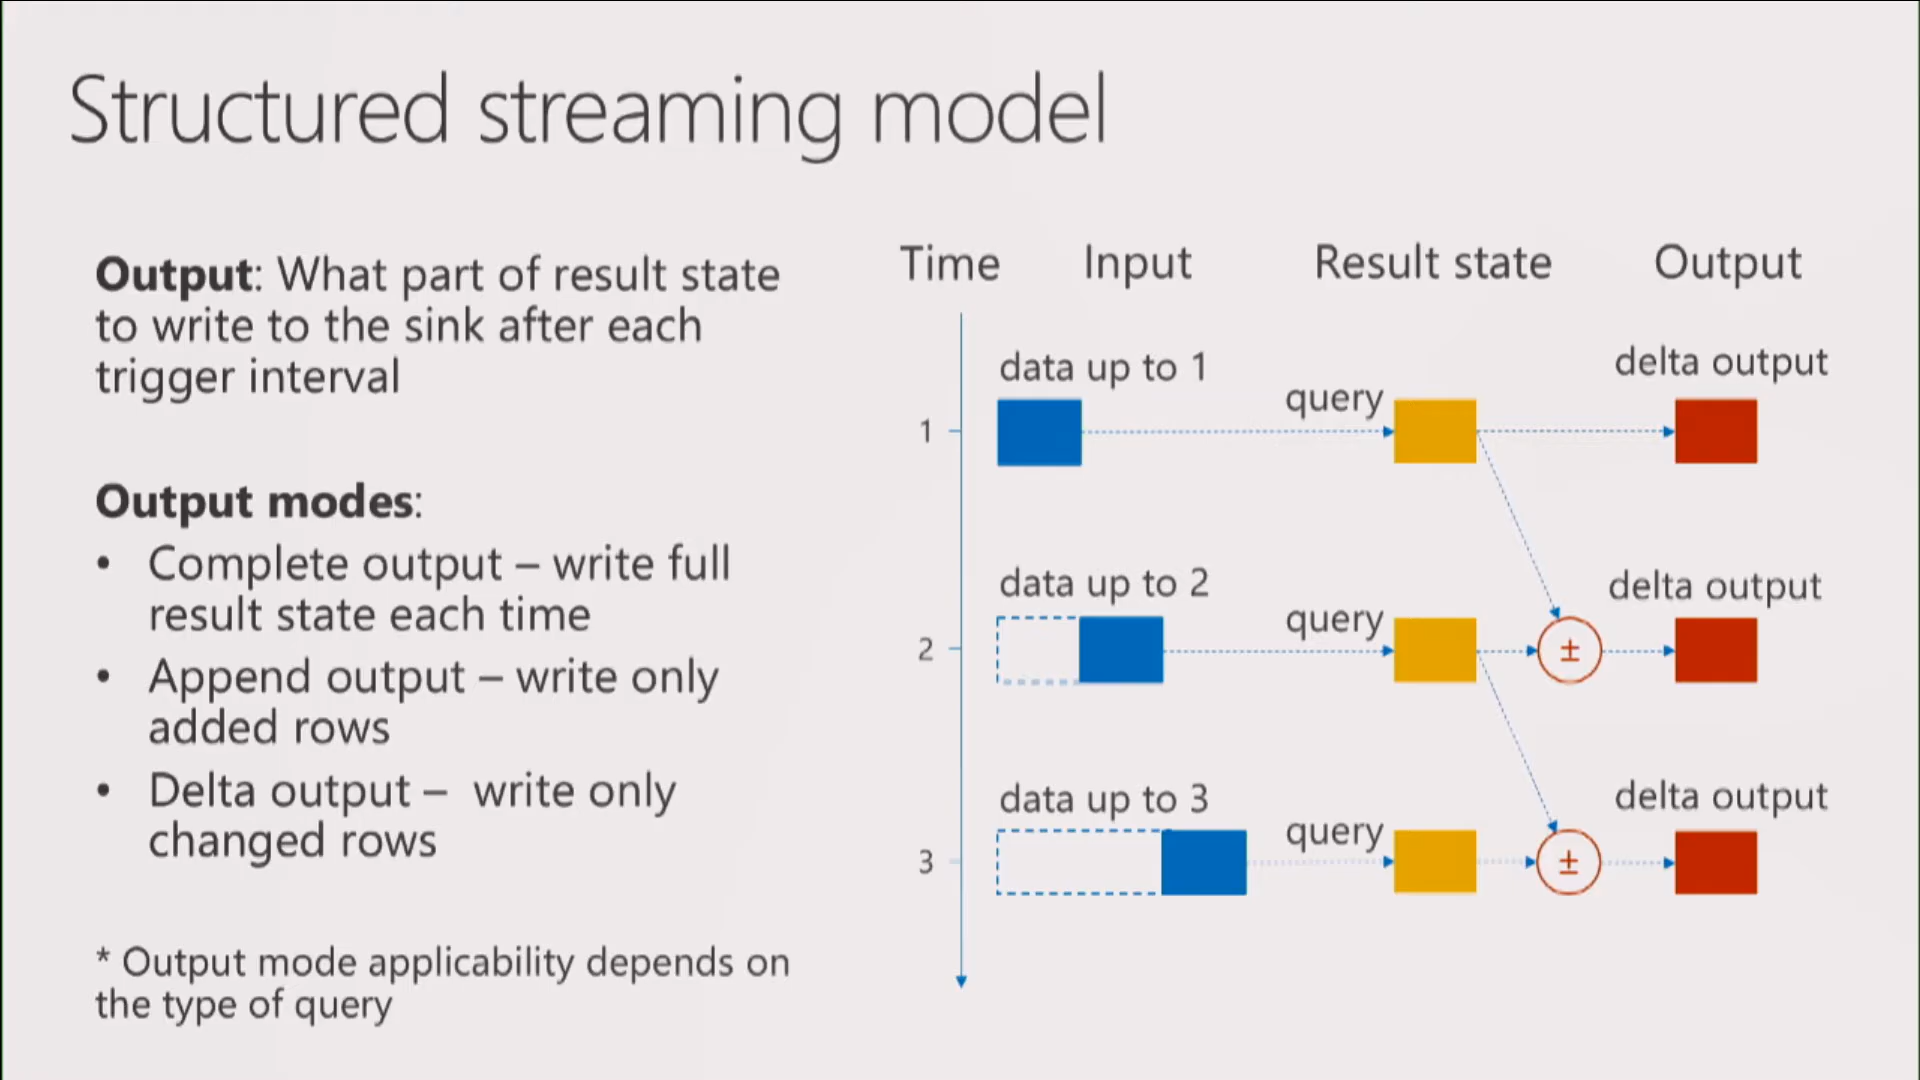 Structured streaming model
Output: What part of result state
to write to the sink after each
trigger interval
Output modes:
• Complete output – write full
result state each time
• Append output – write only
added rows
• Delta output – write only
changed rows
* Output mode applicability depends on
the type of query
Time Input Result state Output
data up to 1
query
delta output
1
data up to 2
query
delta output
2
±
data up to 3
query
delta output
3
±